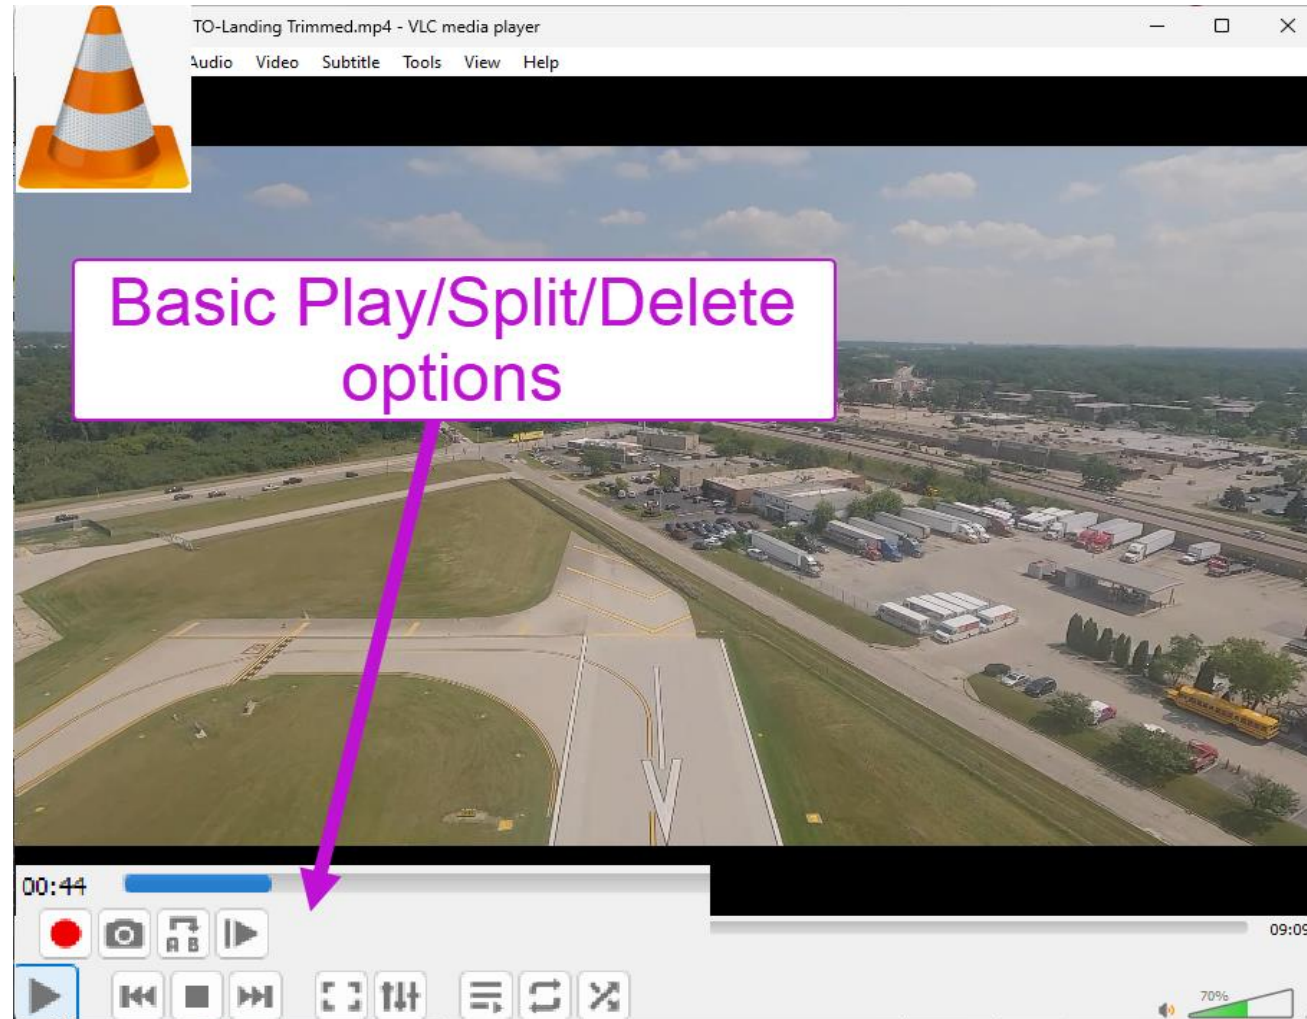 TO-Landing Trimmed.mp4 - VLC media player
Audio Video Subtitle Tools View Help
Basic Play/Split/Delete
options
00:44
09:09
A B
70%